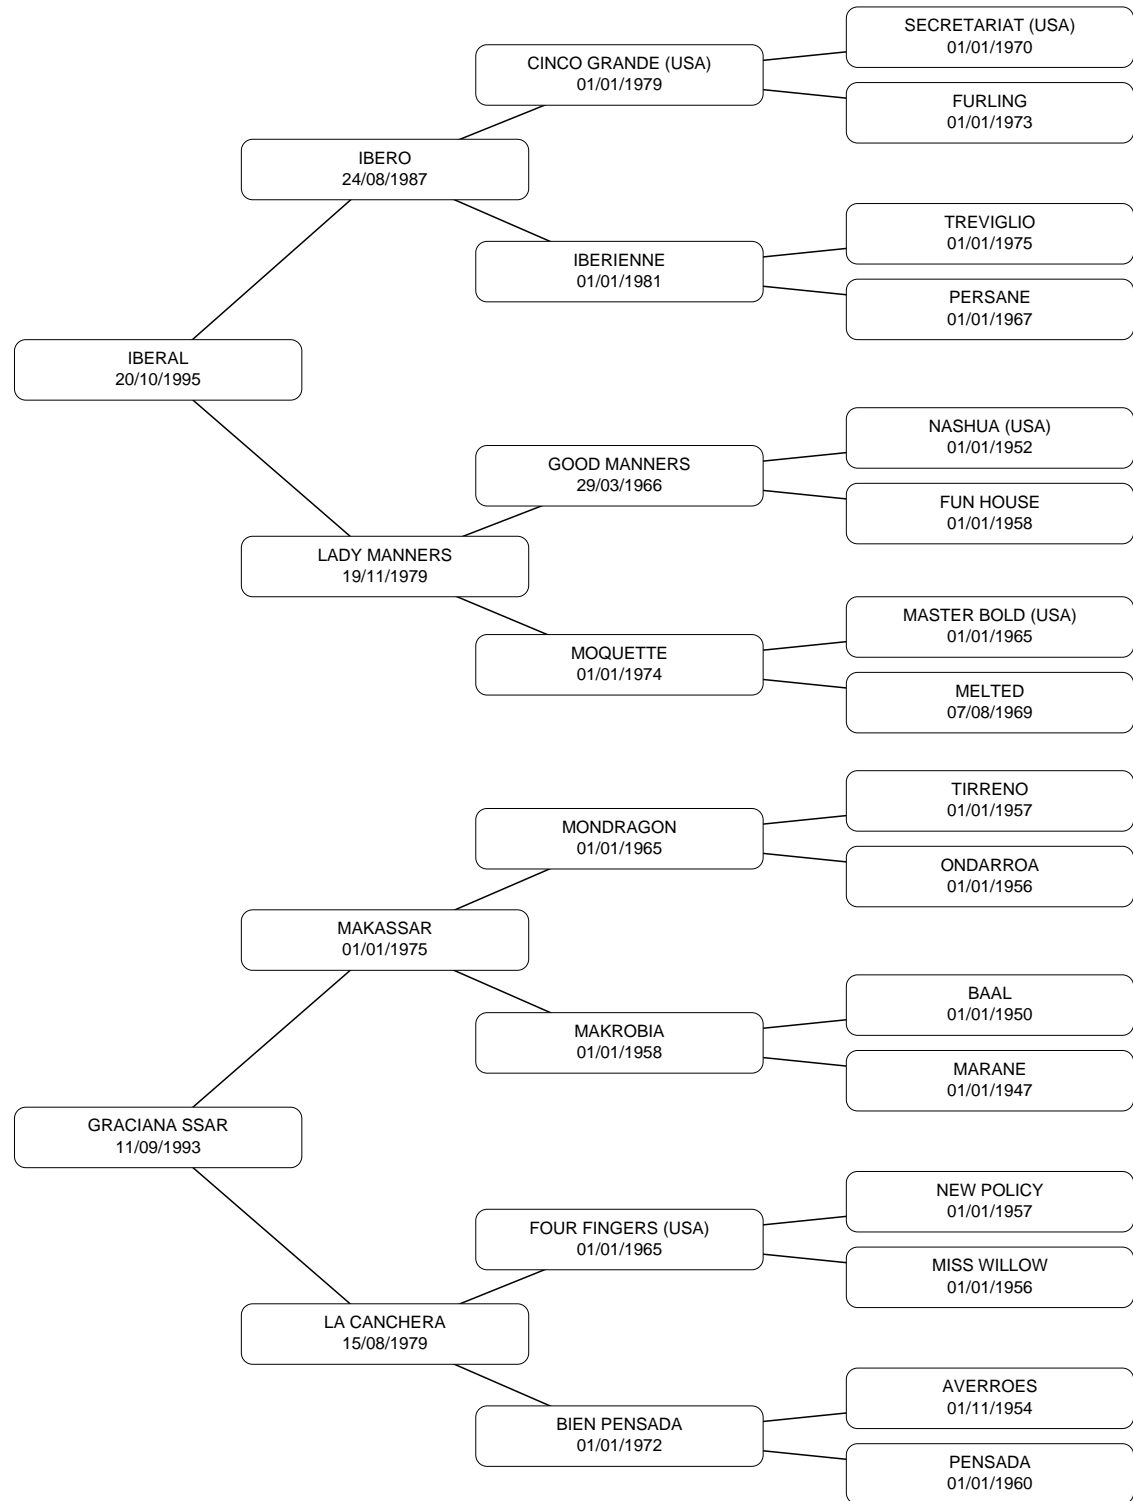 SECRETARIAT (USA)
01/01/1970
CINCO GRANDE (USA)
01/01/1979
FURLING
01/01/1973
IBERO
24/08/1987
TREVIGLIO
01/01/1975
IBERIENNE
01/01/1981
PERSANE
01/01/1967
IBERAL
20/10/1995
NASHUA (USA)
01/01/1952
GOOD MANNERS
29/03/1966
FUN HOUSE
01/01/1958
LADY MANNERS
19/11/1979
MASTER BOLD (USA)
01/01/1965
MOQUETTE
01/01/1974
MELTED
07/08/1969
TIRRENO
01/01/1957
MONDRAGON
01/01/1965
ONDARROA
01/01/1956
MAKASSAR
01/01/1975
BAAL
01/01/1950
MAKROBIA
01/01/1958
MARANE
01/01/1947
GRACIANA SSAR
11/09/1993
NEW POLICY
01/01/1957
FOUR FINGERS (USA)
01/01/1965
MISS WILLOW
01/01/1956
LA CANCHERA
15/08/1979
AVERROES
01/11/1954
BIEN PENSADA
01/01/1972
PENSADA
01/01/1960